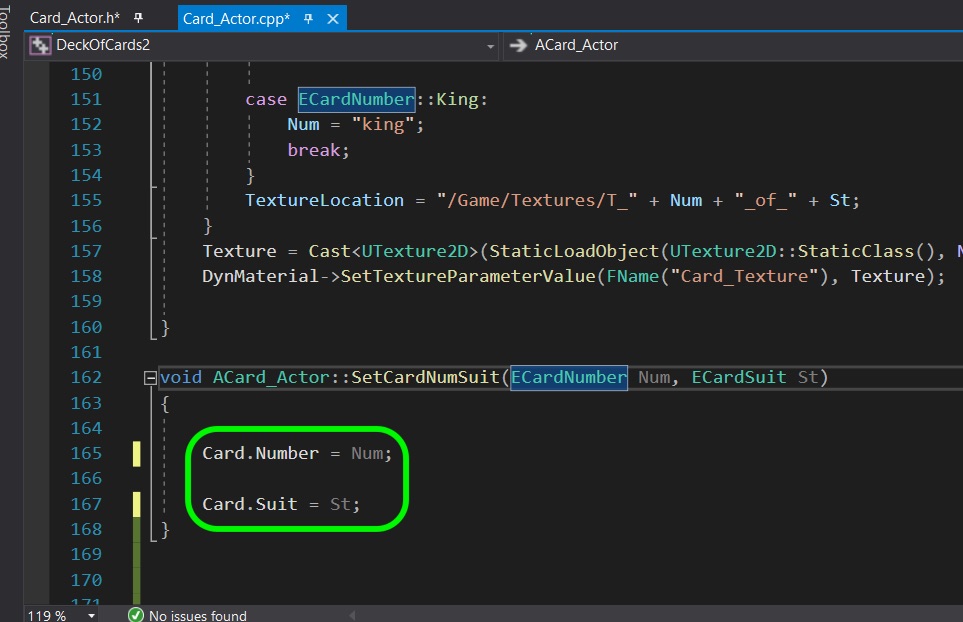 Toolbox
Card_Actor.h*
Card_Actor.cpp*
DeckOfCards2
ACard_Actor
150
151 case ECardNumber::King:
152 Num = "king";
153 break;
154 }
155 TextureLocation = "/Game/Textures/T_" + Num + "_of_" + St;
156 }
157 Texture = Cast<UTexture2D>(StaticLoadObject(UTexture2D::StaticClass(), N
158 DynMaterial->SetTextureParameterValue(FName("Card_Texture"), Texture);
159
160 }
161
162 void ACard_Actor::SetCardNumSuit(ECardNumber Num, ECardSuit St)
163 {
164
165 Card.Number = Num;
166
167 Card.Suit = St;
168 }
169
170
171
119 %
No issues found